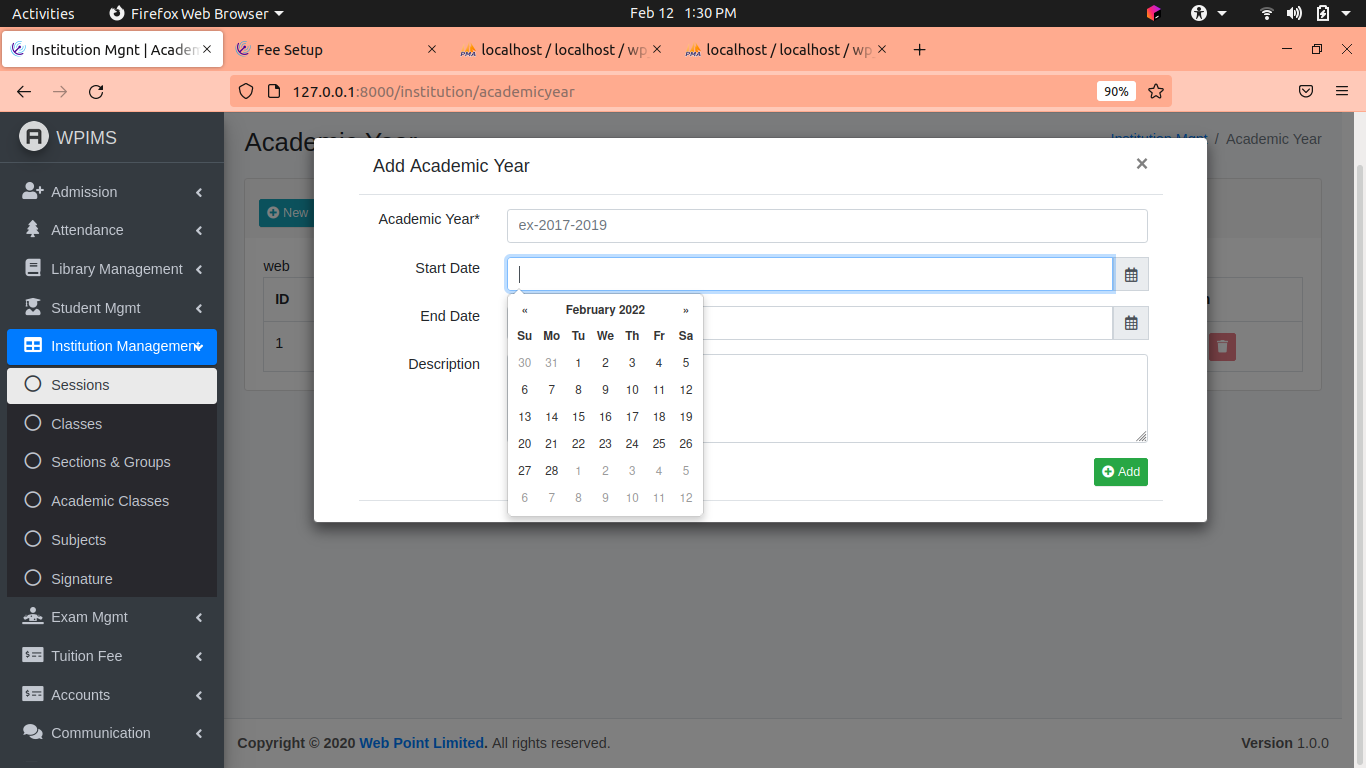 Activities Firefox Web Browser Feb 12 1:30 PM
Institution Mgnt | Academ Fee Setup localhost / localhost / wp_ localhost / localhost / wp_
127.0.0.1:8000/institution/academicyear 90%
WPIMS
Admission
Attendance
Library Management
Student Mgmt
Institution Management
Sessions
Classes
Sections & Groups
Academic Classes
Subjects
Signature
Exam Mgmt
Tuition Fee
Accounts
Communication
Academic Year
Institution Mgnt / Academic Year
New
web
ID
1
Add Academic Year ×
Academic Year* ex-2017-2019
Start Date
End Date
Description
« February 2022 »
Su Mo Tu We Th Fr Sa
30 31 1 2 3 4 5
6 7 8 9 10 11 12
13 14 15 16 17 18 19
20 21 22 23 24 25 26
27 28 1 2 3 4 5
6 7 8 9 10 11 12
Add
Copyright © 2020 Web Point Limited. All rights reserved.
Version 1.0.0